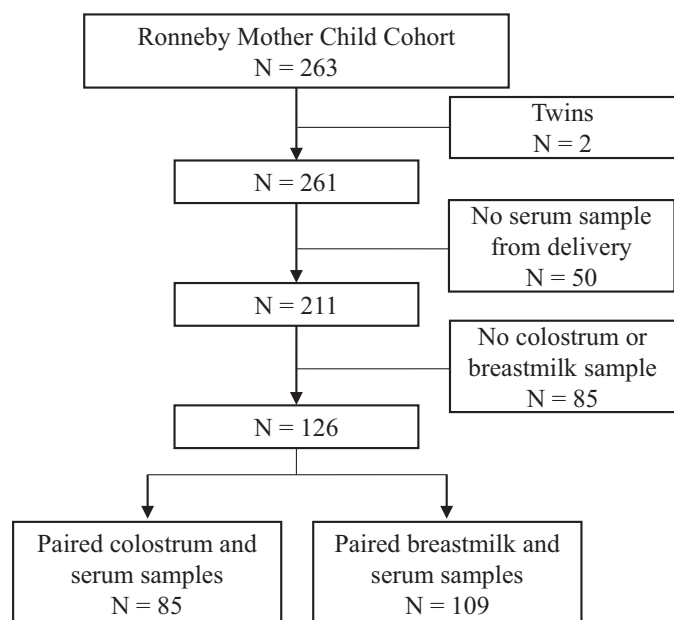 Ronneby Mother Child Cohort
N = 263
Twins
N = 2
N = 261
No serum sample
from delivery
N = 50
N = 211
No colostrum or
breastmilk sample
N = 85
N = 126
Paired colostrum and
serum samples
N = 85
Paired breastmilk and
serum samples
N = 109